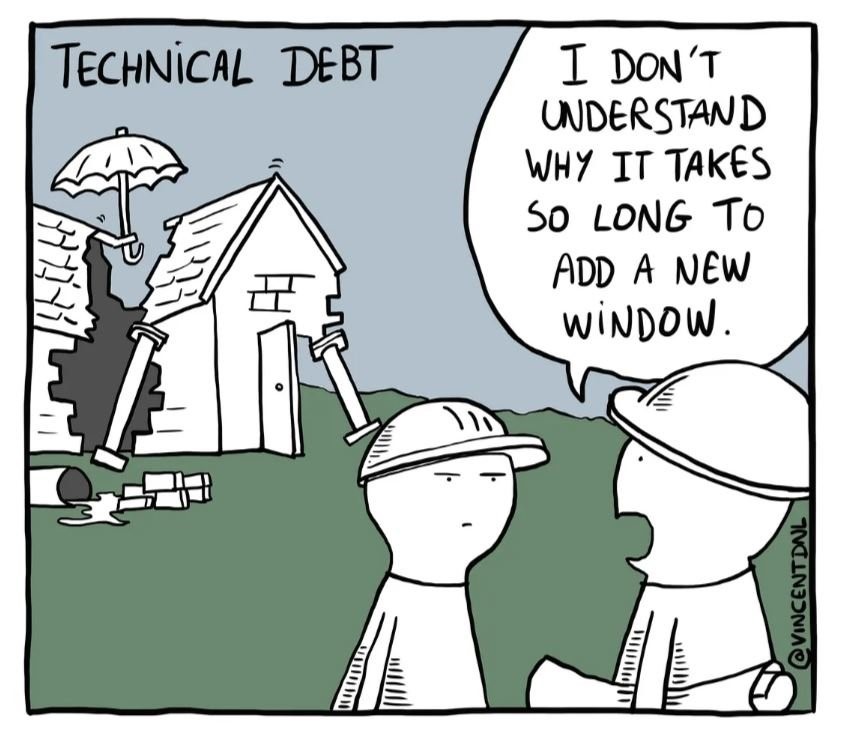 TECHNICAL DEBT
I DON'T
UNDERSTAND
WHY IT TAKES
SO LONG TO
ADD A NEW
WINDOW.
@VINCENTDNL